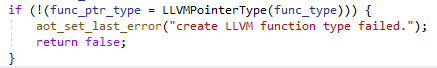 if (!(func_ptr_type = LLVMPointerType(func_type))) {
    aot_set_last_error("create LLVM function type failed.");
    return false;
}